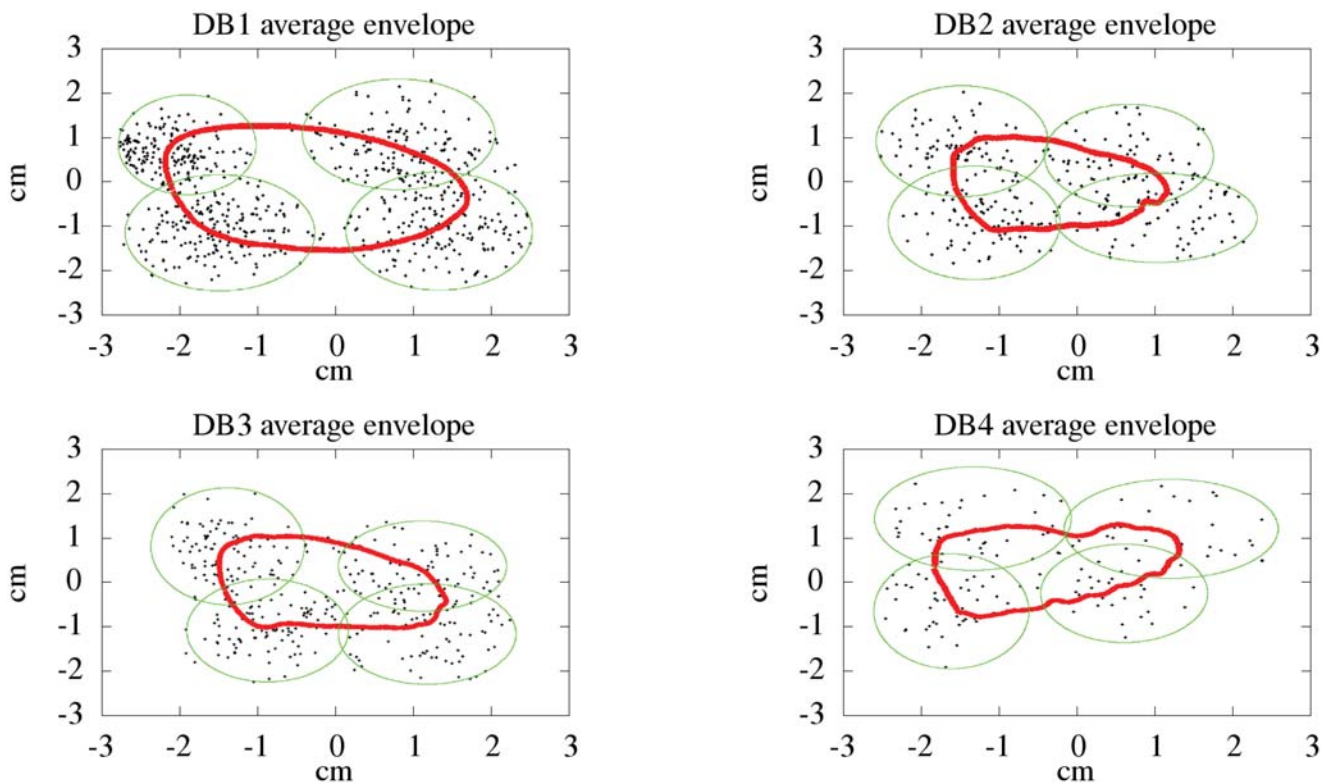 DB1 average envelope
3
2
1
0
-1
-2
-3
cm
-3 -2 -1 0 1 2 3
cm
DB2 average envelope
3
2
1
0
-1
-2
-3
cm
-3 -2 -1 0 1 2 3
cm
DB3 average envelope
3
2
1
0
-1
-2
-3
cm
-3 -2 -1 0 1 2 3
cm
DB4 average envelope
3
2
1
0
-1
-2
-3
cm
-3 -2 -1 0 1 2 3
cm